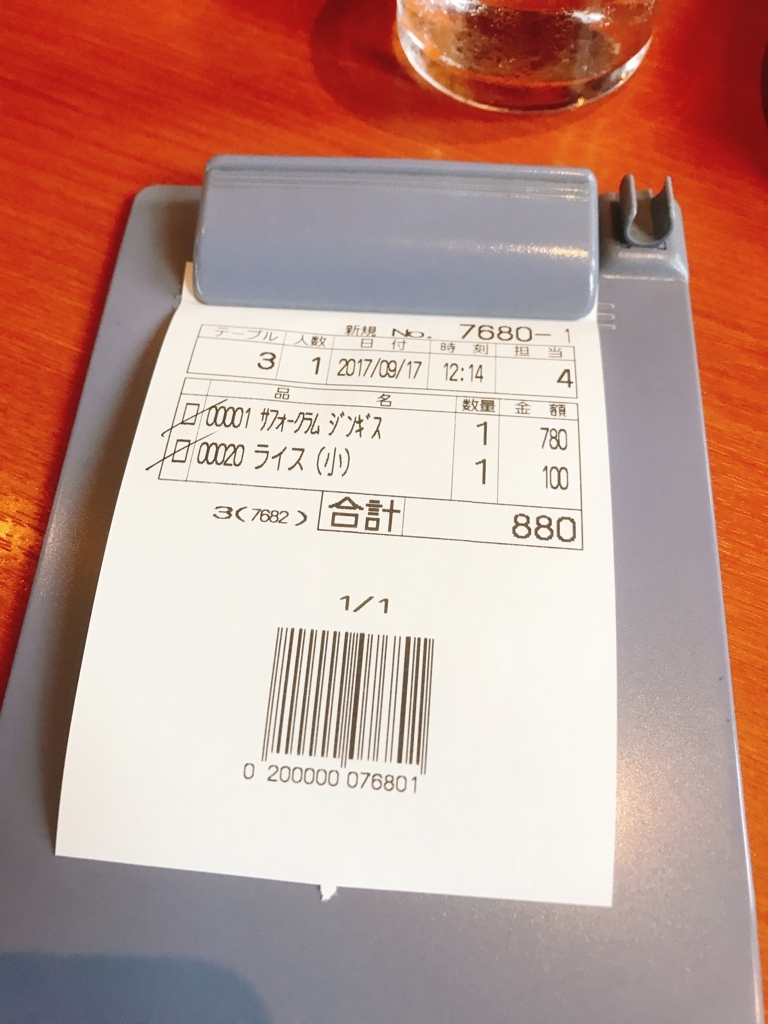 新規 No. 7680-1
テーブル 人数 日付 時刻 担当
3 1 2017/09/17 12:14 4
品名 数量 金額
00001 ｻﾌｫｰｸﾗﾑ ｼﾞﾝｷﾞｽ 1 780
00020 ライス(小) 1 100
3(7682) 合計 880
1/1
0 200000 076801